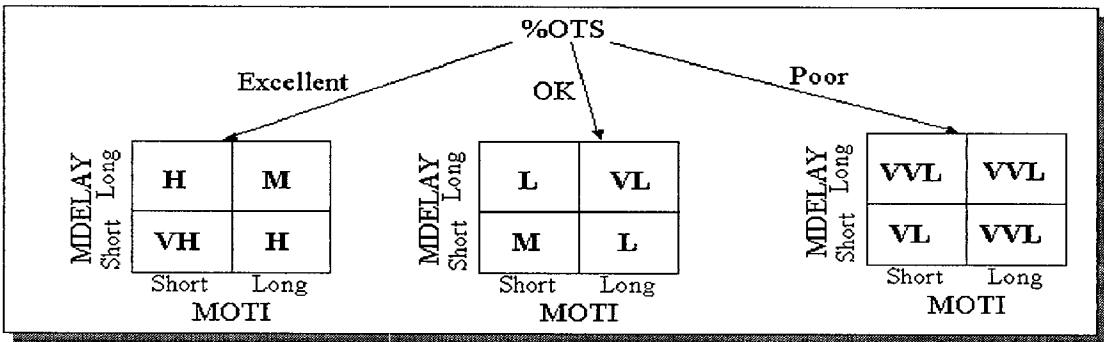 %OTS
Excellent
OK
Poor
MDELAY
Long
Short
H M
VH H
Short Long
MOTI
MDELAY
Long
Short
L VL
M L
Short Long
MOTI
MDELAY
Long
Short
VVL VVL
VL VVL
Short Long
MOTI